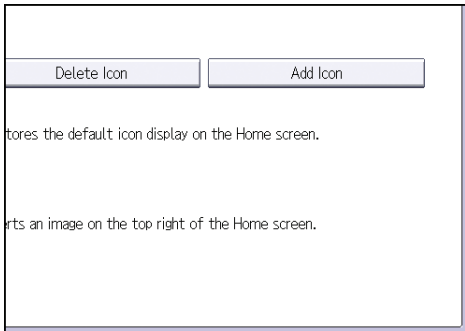 Delete Icon
Add Icon
tores the default icon display on the Home screen.
rts an image on the top right of the Home screen.